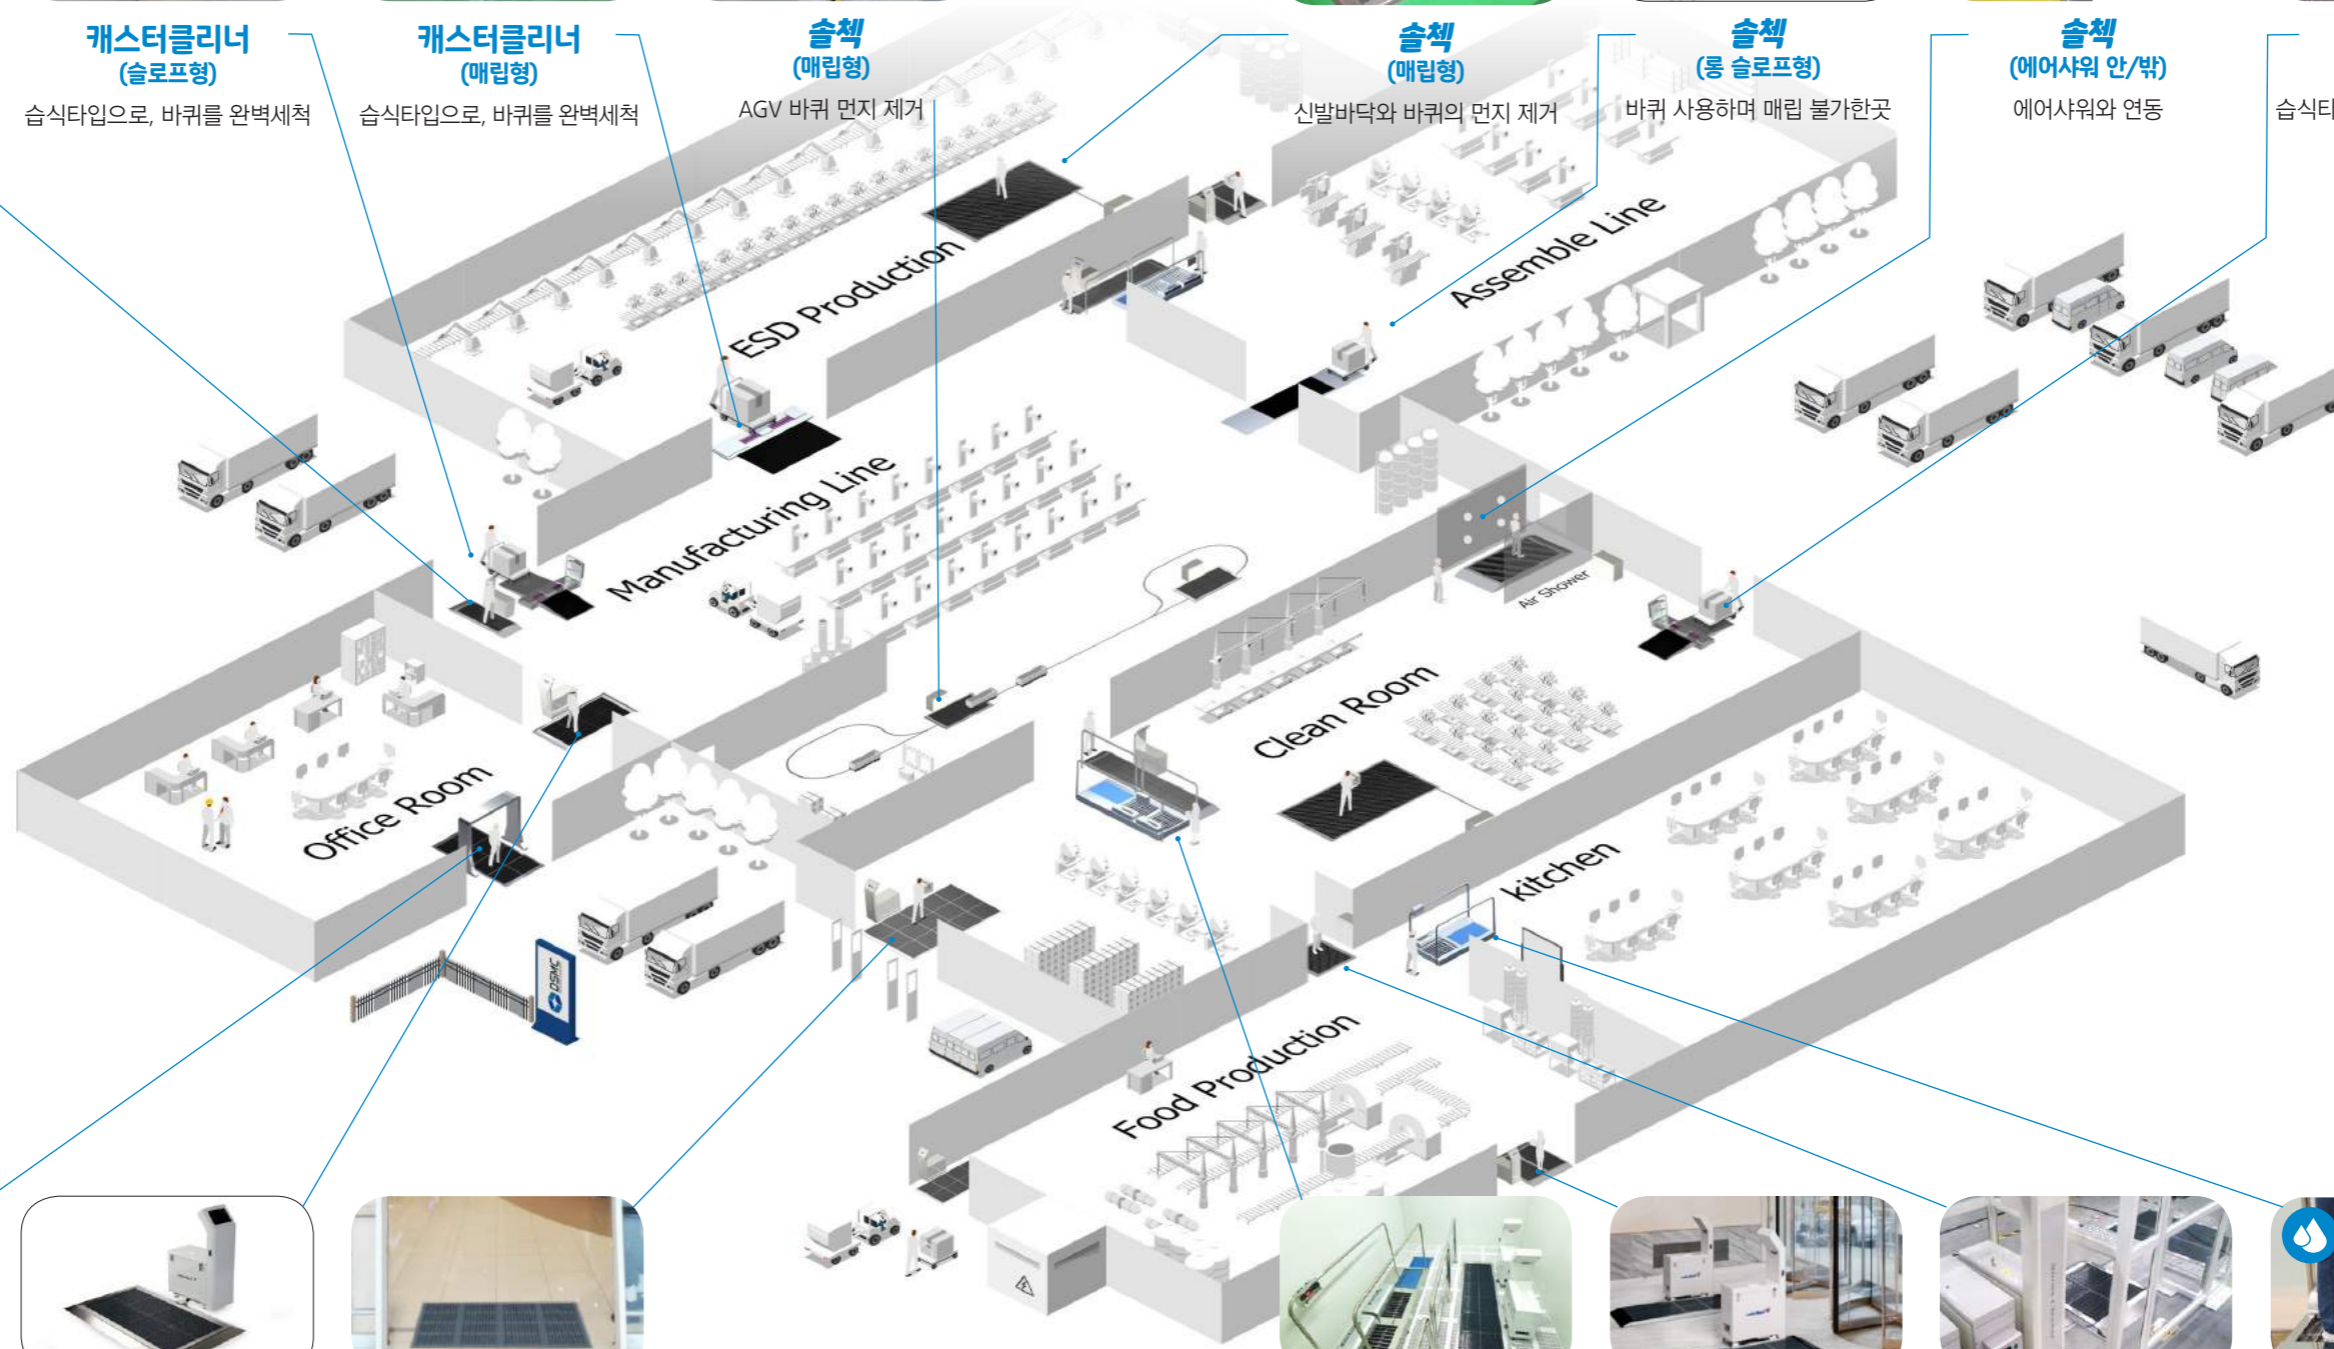 캐스터클리너
(슬로프형)
습식타입으로, 바퀴를 완벽세척
캐스터클리너
(매립형)
습식타입으로, 바퀴를 완벽세척
솔첵
(매립형)
AGV 바퀴 먼지 제거
솔첵
(매립형)
신발바닥와 바퀴의 먼지 제거
솔첵
(롱 슬로프형)
바퀴 사용하며 매립 불가한곳
솔첵
(에어샤워 안/밖)
에어샤워와 연동
습식타
ESD Production
Assemble Line
Manufacturing Line
Air Shower
Clean Room
Office Room
kitchen
DSMC
Food Production